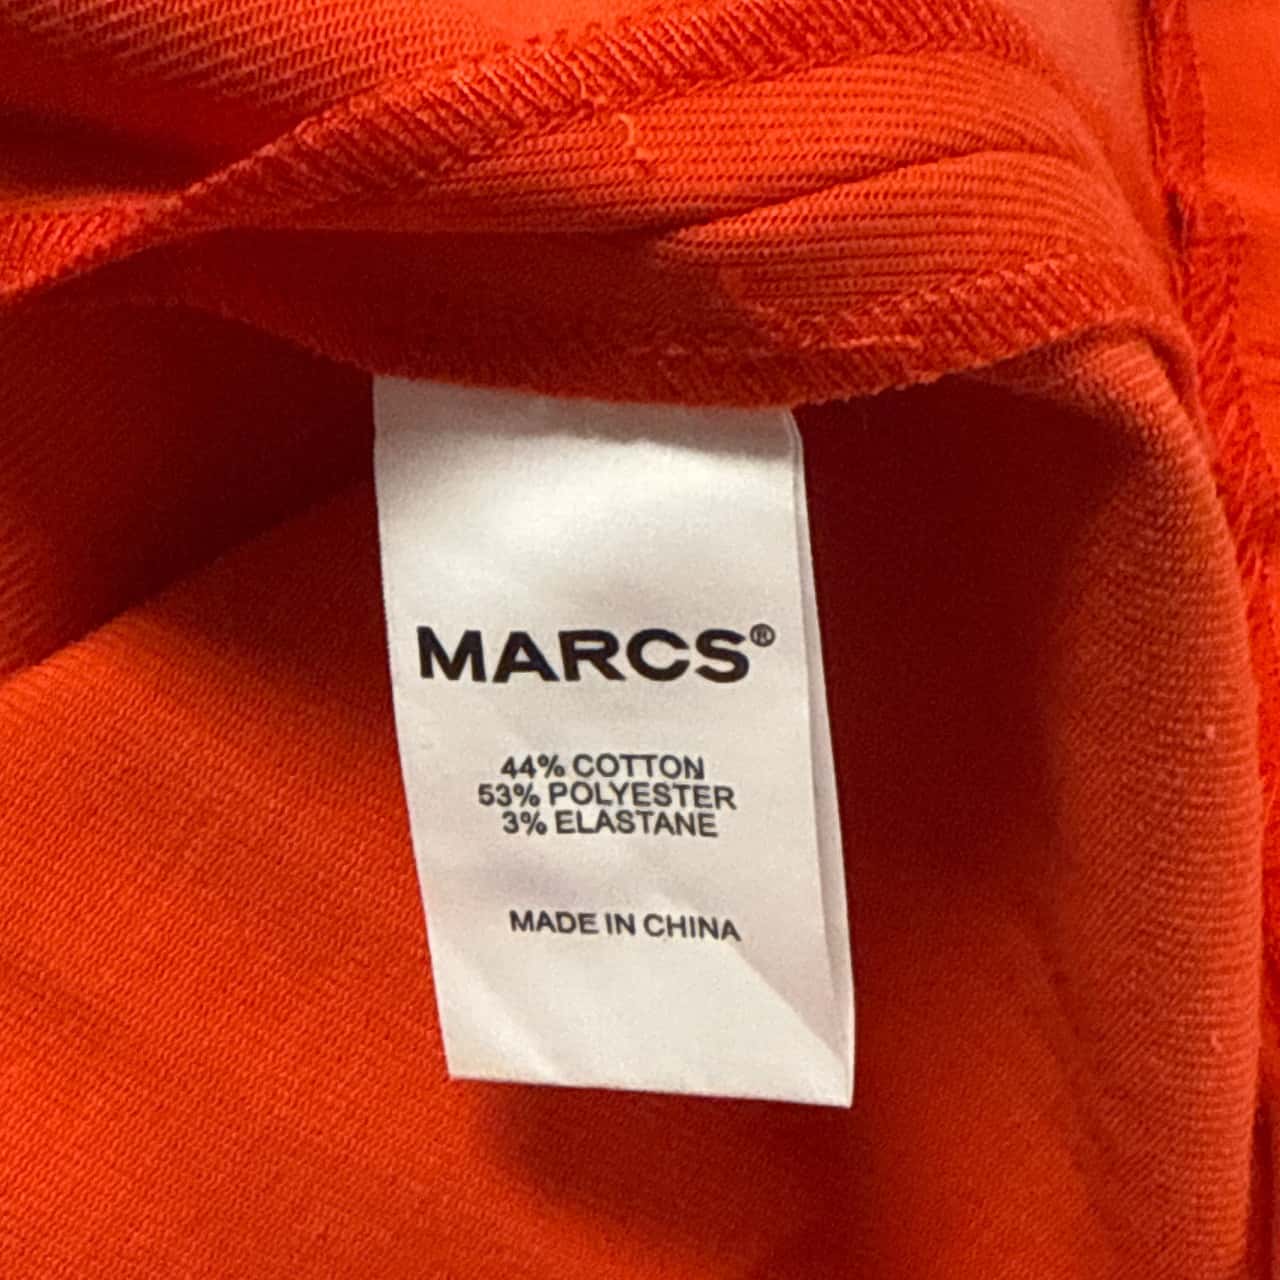 MARCS®
44% COTTON
53% POLYESTER
3% ELASTANE
MADE IN CHINA